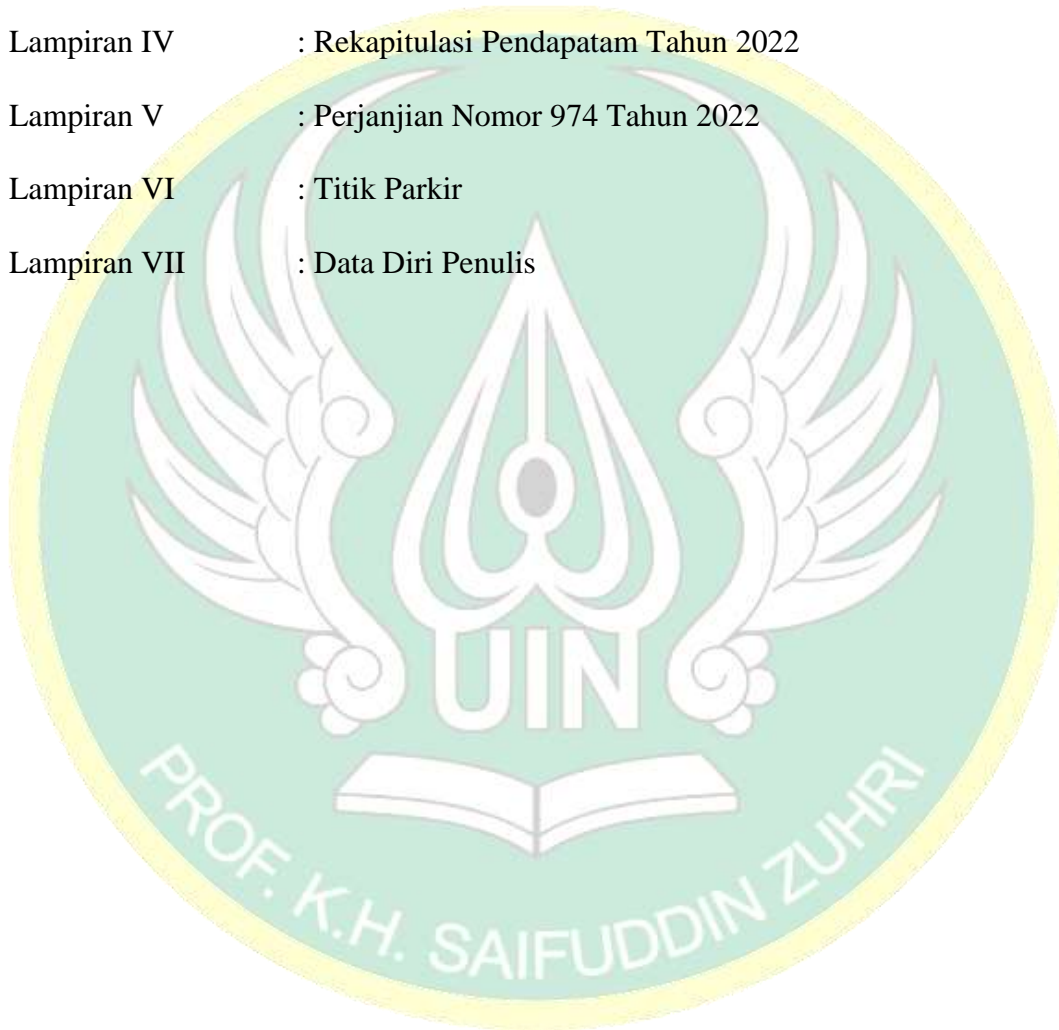 Lampiran IV : Rekapitulasi Pendapatam Tahun 2022
Lampiran V : Perjanjian Nomor 974 Tahun 2022
Lampiran VI : Titik Parkir
Lampiran VII : Data Diri Penulis
UIN
PROF. K.H. SAIFUDDIN ZUHRI